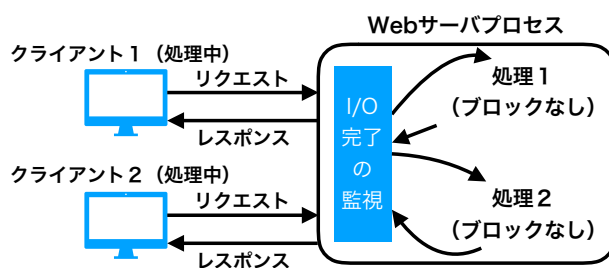 Webサーバプロセス
クライアント1（処理中）
リクエスト
レスポンス
クライアント2（処理中）
リクエスト
レスポンス
I/O
完了
の
監視
処理1
（ブロックなし）
処理2
（ブロックなし）